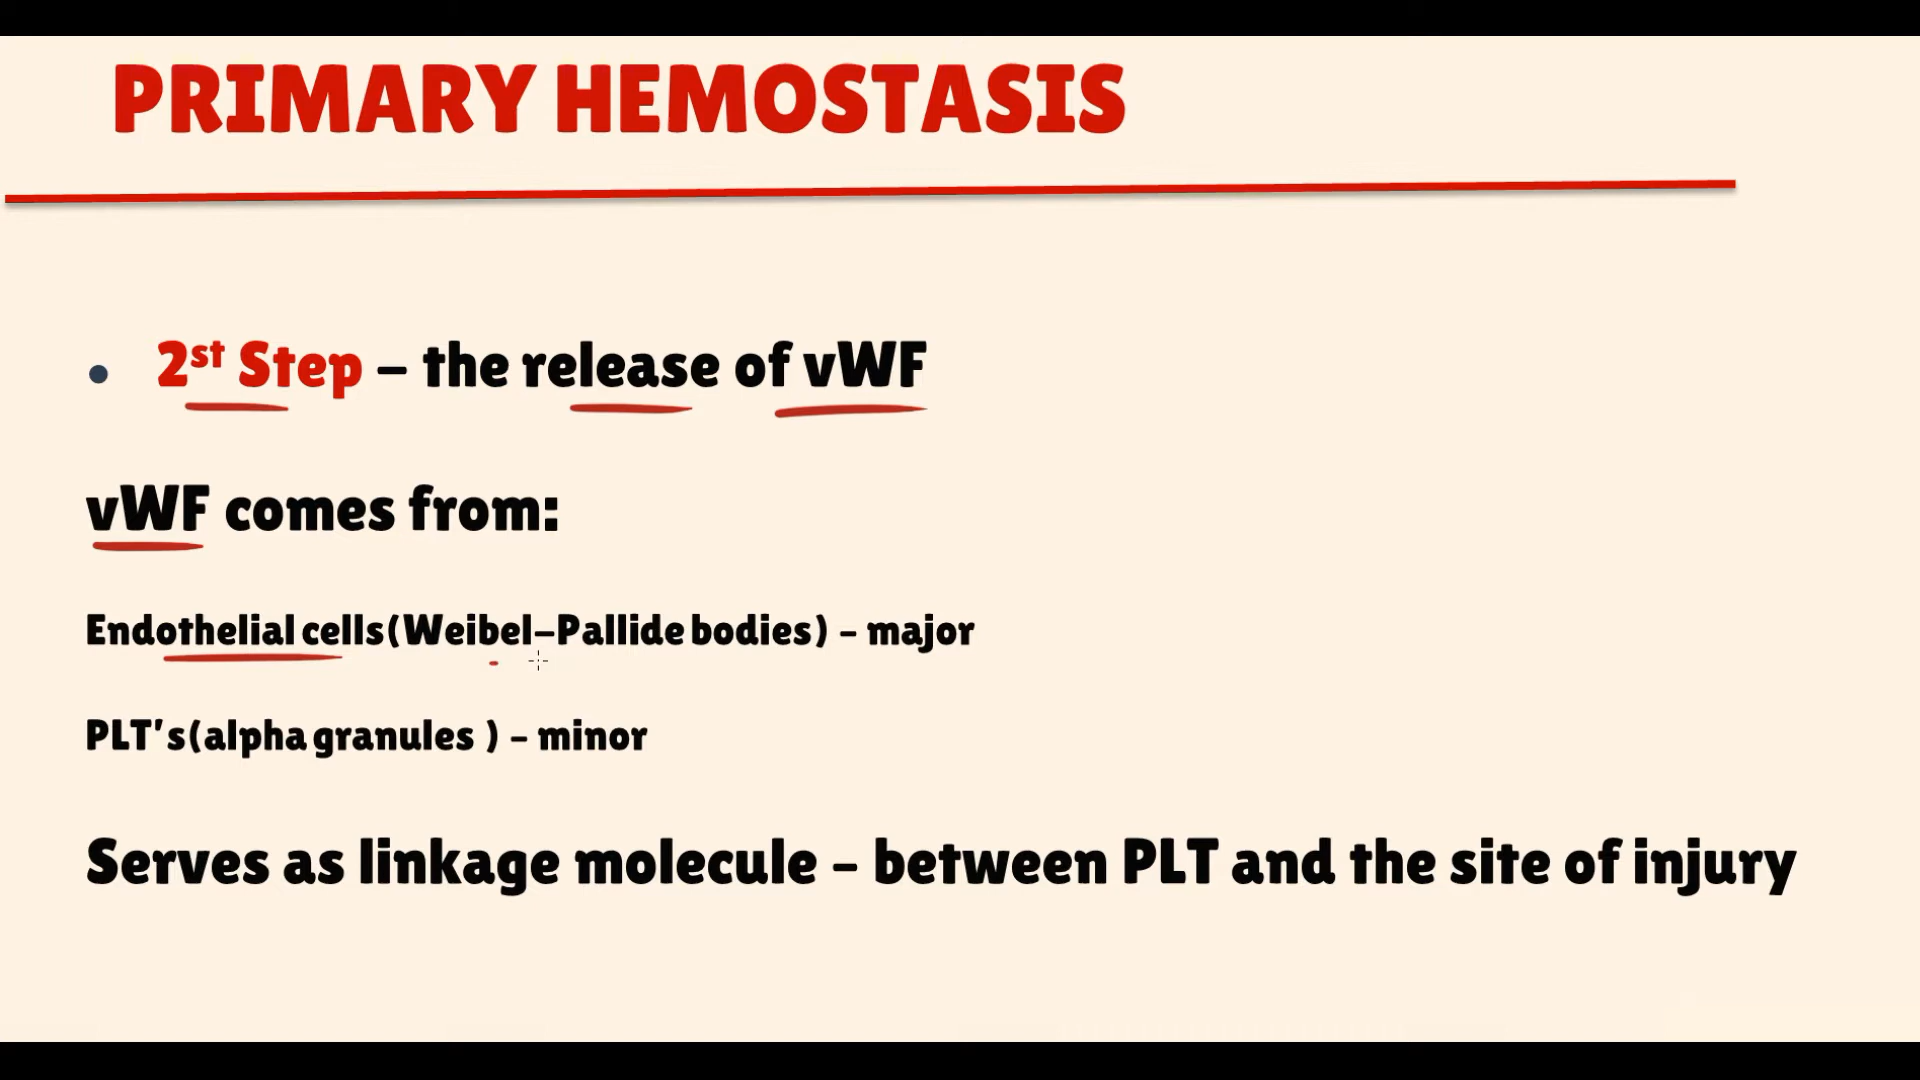 PRIMARY HEMOSTASIS
• 2st Step – the release of vWF
vWF comes from:
Endothelial cells(Weibel–Pallide bodies) – major
PLT's(alpha granules ) – minor
Serves as linkage molecule – between PLT and the site of injury